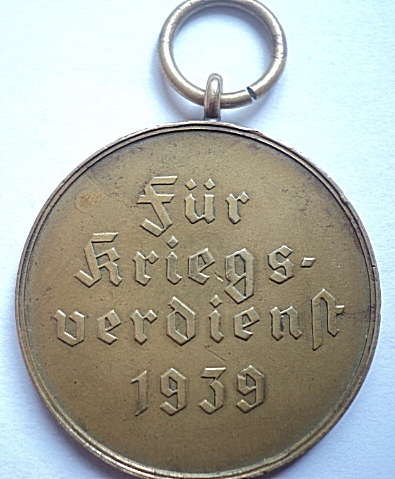 Für
Kriegs-
verdienst
1939